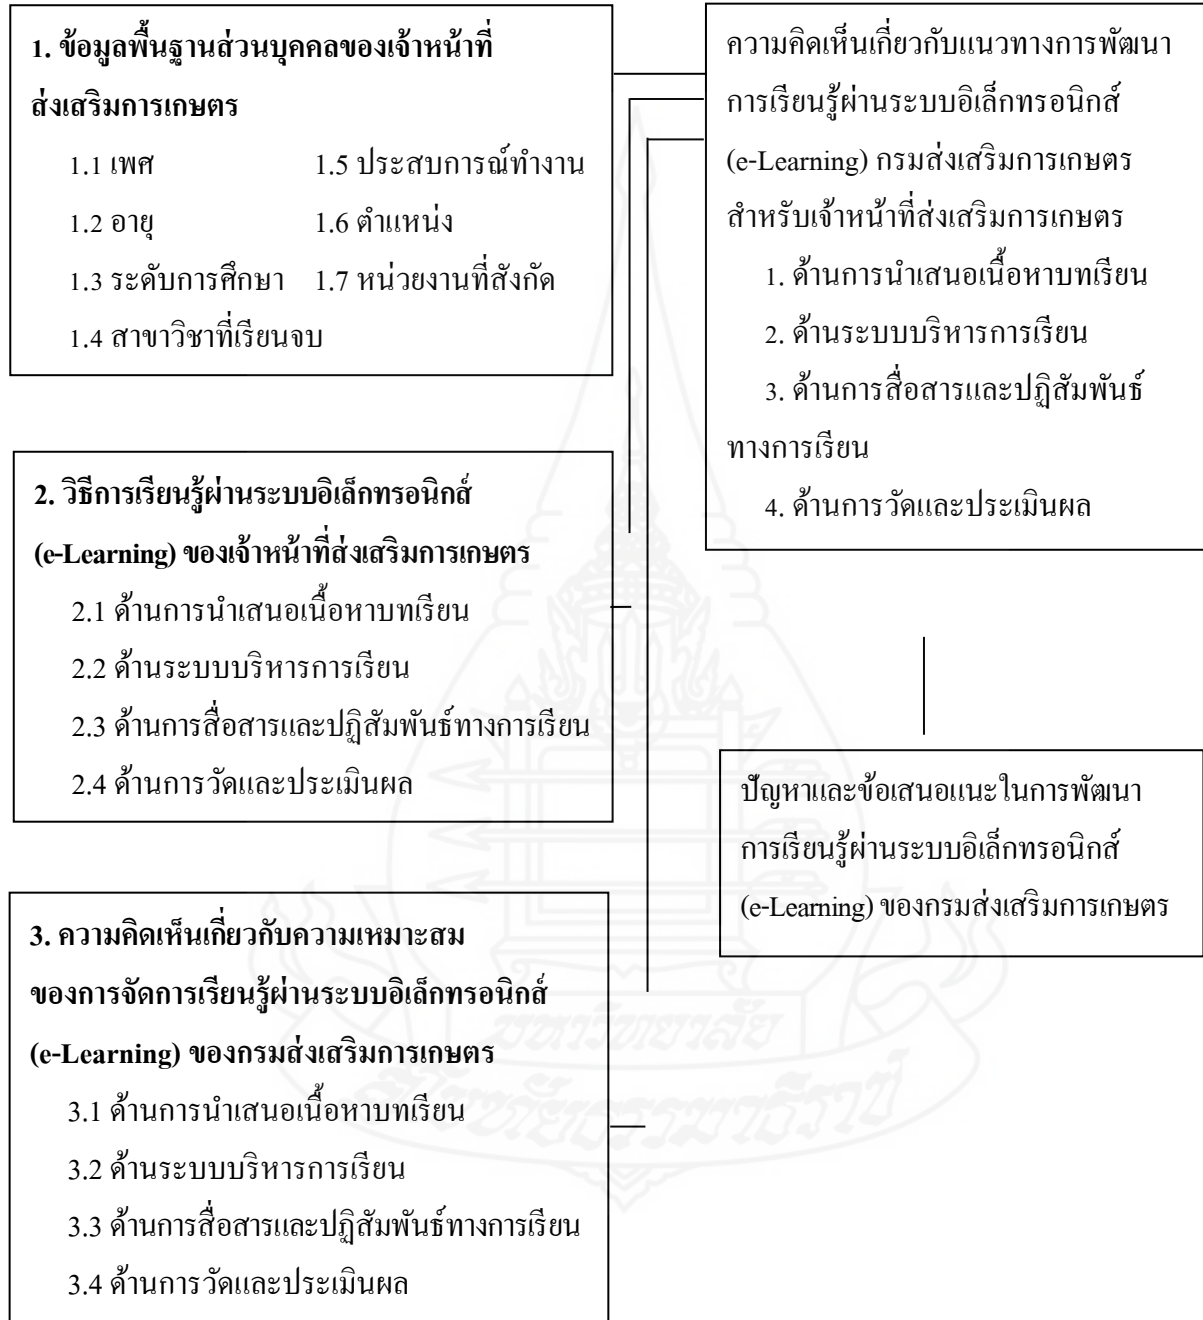 1. ข้อมูลพื้นฐานส่วนบุคคลของเจ้าหน้าที่
ส่งเสริมการเกษตร
1.1 เพศ 1.5 ประสบการณ์ทำงาน
1.2 อายุ 1.6 ตำแหน่ง
1.3 ระดับการศึกษา 1.7 หน่วยงานที่สังกัด
1.4 สาขาวิชาที่เรียนจบ
2. วิธีการเรียนรู้ผ่านระบบอิเล็กทรอนิกส์
(e-Learning) ของเจ้าหน้าที่ส่งเสริมการเกษตร
2.1 ด้านการนำเสนอเนื้อหาบทเรียน
2.2 ด้านระบบบริหารการเรียน
2.3 ด้านการสื่อสารและปฏิสัมพันธ์ทางการเรียน
2.4 ด้านการวัดและประเมินผล
3. ความคิดเห็นเกี่ยวกับความเหมาะสม
ของการจัดการเรียนรู้ผ่านระบบอิเล็กทรอนิกส์
(e-Learning) ของกรมส่งเสริมการเกษตร
3.1 ด้านการนำเสนอเนื้อหาบทเรียน
3.2 ด้านระบบบริหารการเรียน
3.3 ด้านการสื่อสารและปฏิสัมพันธ์ทางการเรียน
3.4 ด้านการวัดและประเมินผล
ความคิดเห็นเกี่ยวกับแนวทางการพัฒนา
การเรียนรู้ผ่านระบบอิเล็กทรอนิกส์
(e-Learning) กรมส่งเสริมการเกษตร
สำหรับเจ้าหน้าที่ส่งเสริมการเกษตร
1. ด้านการนำเสนอเนื้อหาบทเรียน
2. ด้านระบบบริหารการเรียน
3. ด้านการสื่อสารและปฏิสัมพันธ์
ทางการเรียน
4. ด้านการวัดและประเมินผล
ปัญหาและข้อเสนอแนะในการพัฒนา
การเรียนรู้ผ่านระบบอิเล็กทรอนิกส์
(e-Learning) ของกรมส่งเสริมการเกษตร
มหาวิทยาลัย
สุโขทัยธรรมาธิราช